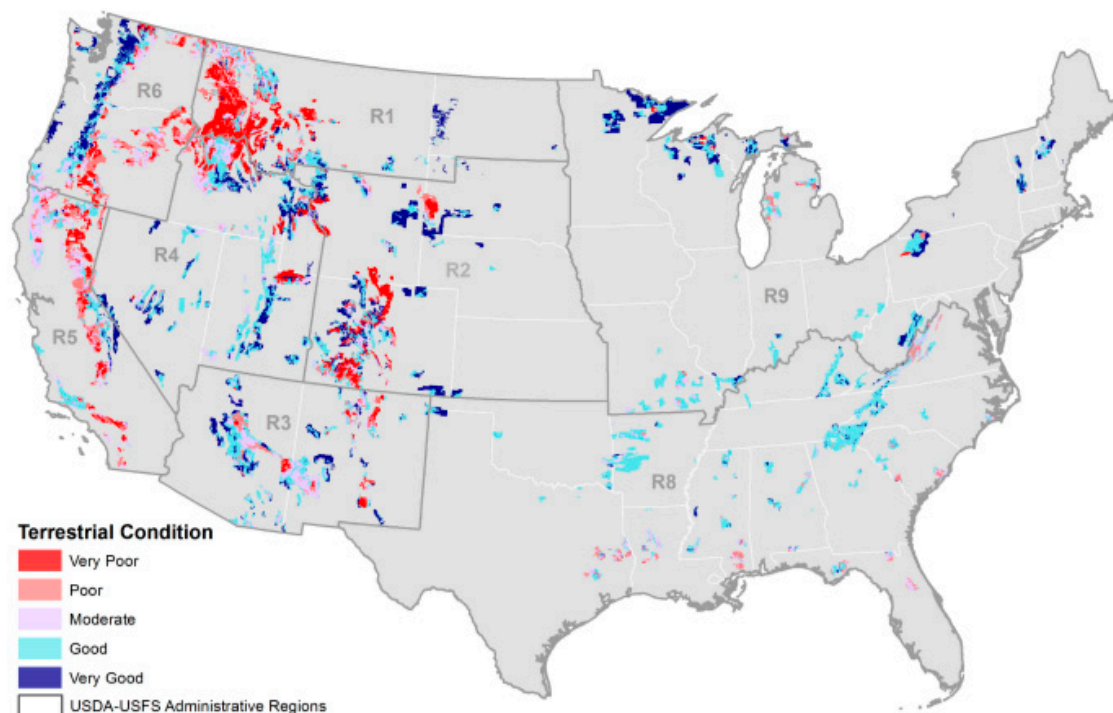 R6
R1
R4
R2
R9
R5
R3
R8
Terrestrial Condition
Very Poor
Poor
Moderate
Good
Very Good
USDA-USFS Administrative Regions